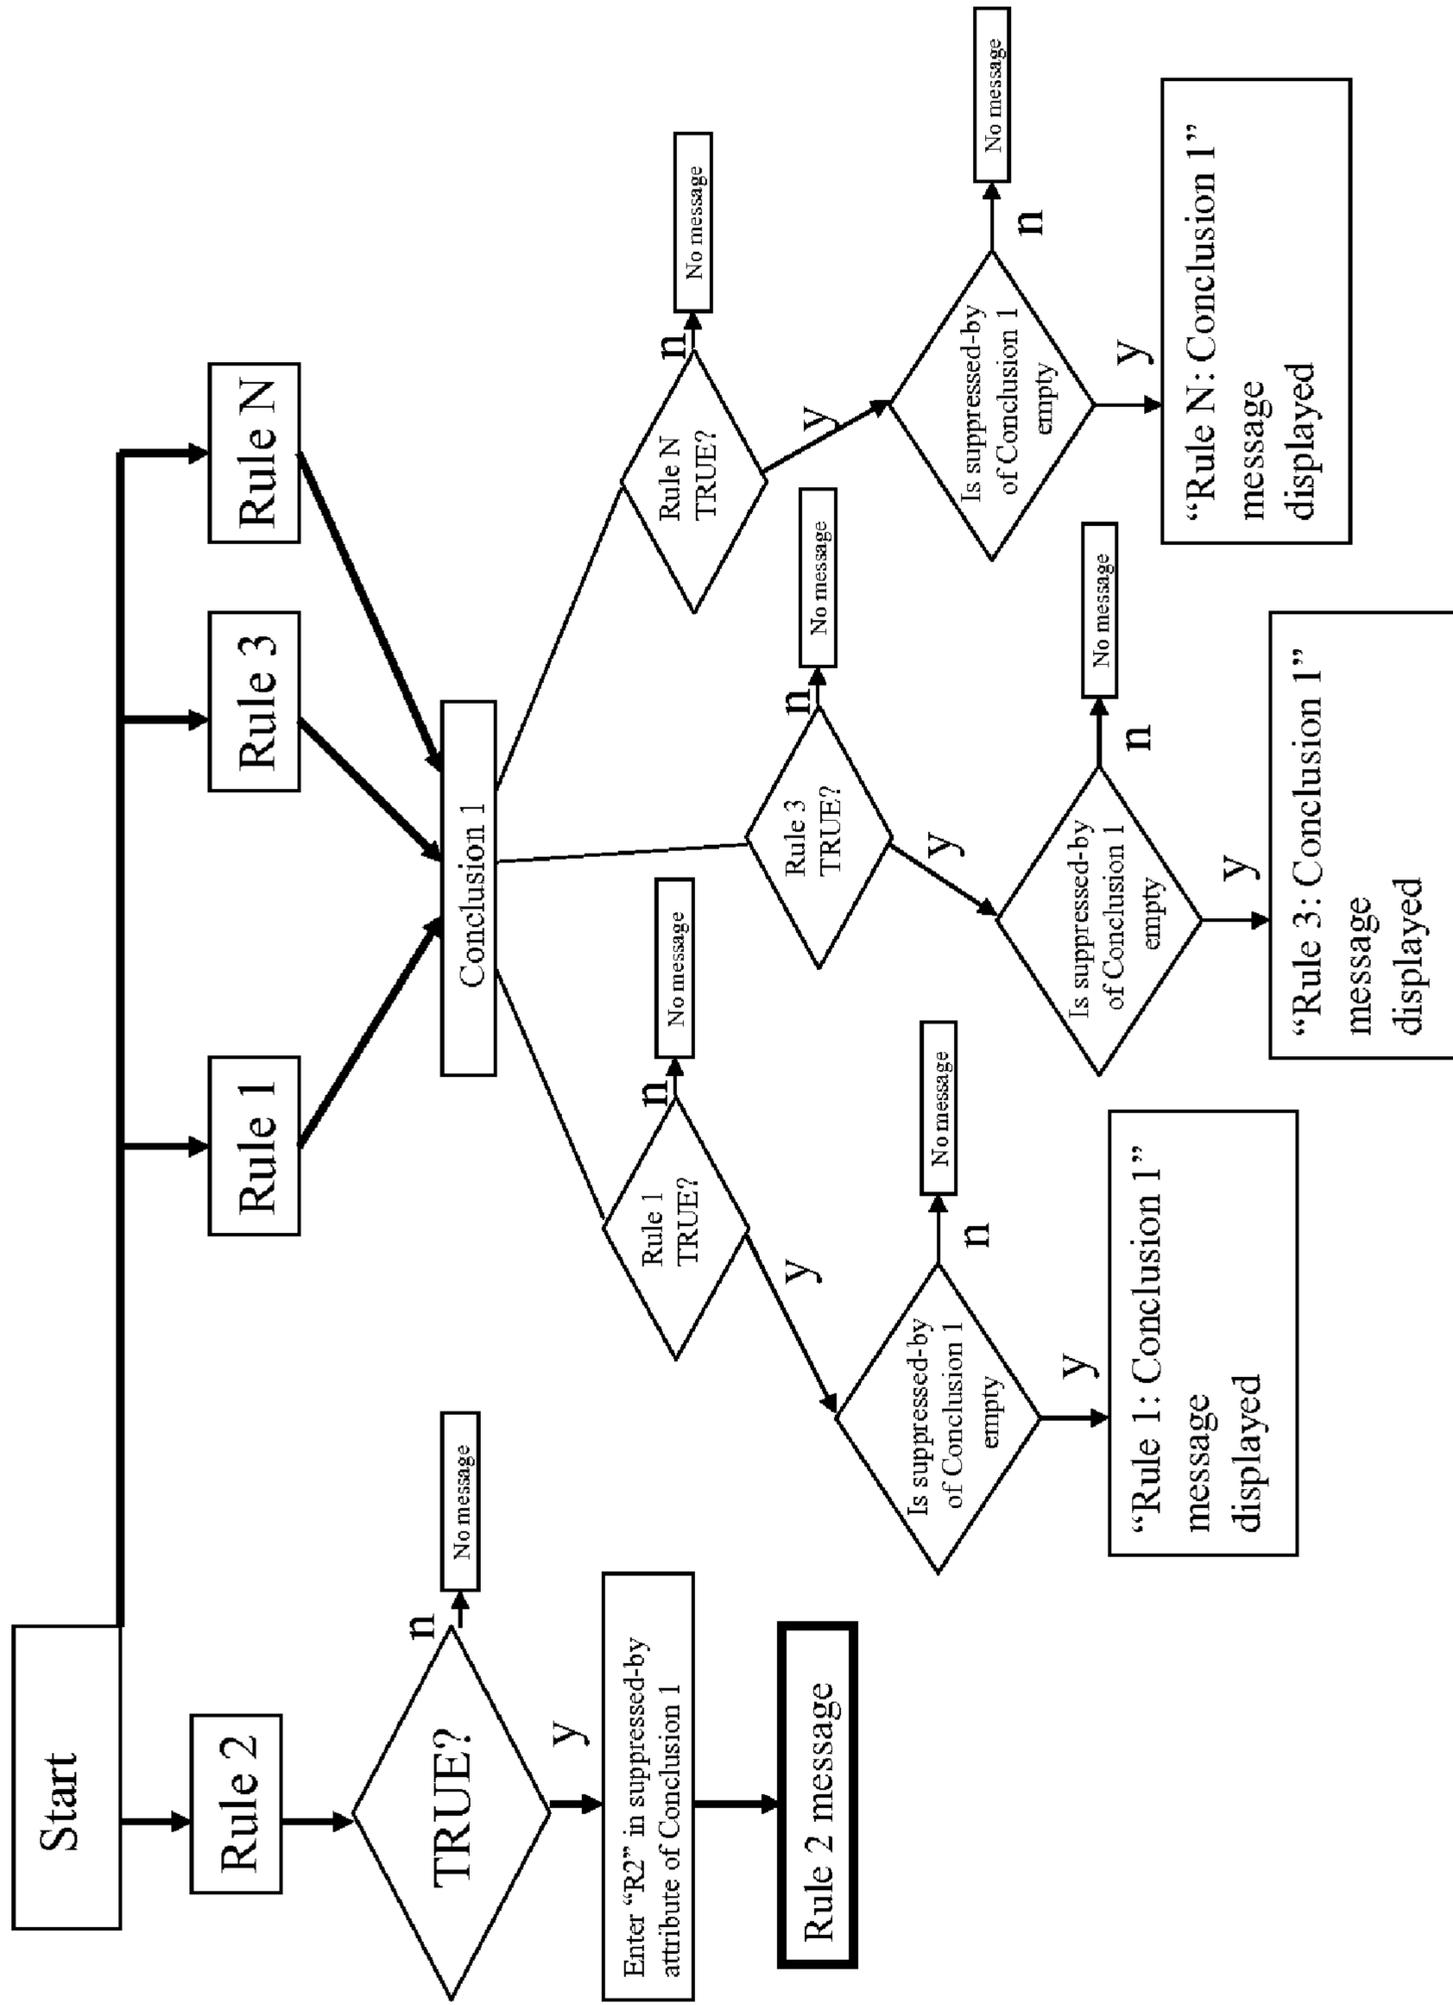 Start
Rule 2
TRUE?
n
No message
y
Enter “R2” in suppressed-by
attribute of Conclusion 1
Rule 2 message
Rule 1
Rule 3
Rule N
Conclusion 1
Rule 1
TRUE?
n
No message
y
Is suppressed-by
of Conclusion 1
empty
n
No message
y
“Rule 1: Conclusion 1”
message
displayed
Rule 3
TRUE?
n
No message
y
Is suppressed-by
of Conclusion 1
empty
n
No message
y
“Rule 3: Conclusion 1”
message
displayed
Rule N
TRUE?
n
No message
y
Is suppressed-by
of Conclusion 1
empty
n
No message
y
“Rule N: Conclusion 1”
message
displayed